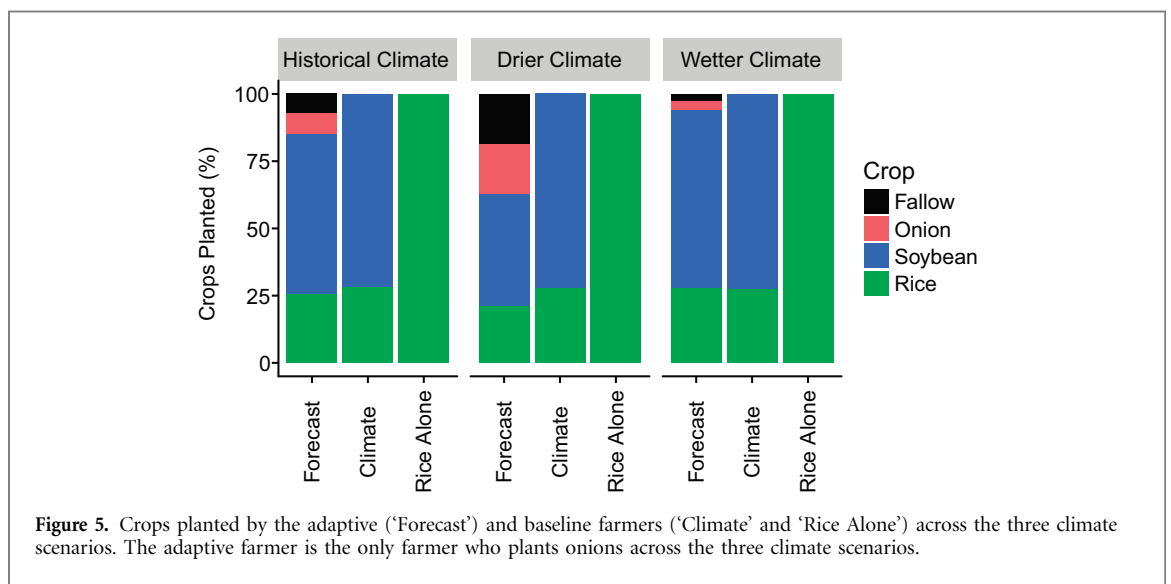 Historical Climate
Drier Climate
Wetter Climate
100
75
50
25
0
Crops Planted (%)
Forecast
Climate
Rice Alone
Forecast
Climate
Rice Alone
Forecast
Climate
Rice Alone
Crop
Fallow
Onion
Soybean
Rice
Figure 5. Crops planted by the adaptive (‘Forecast’) and baseline farmers (‘Climate’ and ‘Rice Alone’) across the three climate
scenarios. The adaptive farmer is the only farmer who plants onions across the three climate scenarios.